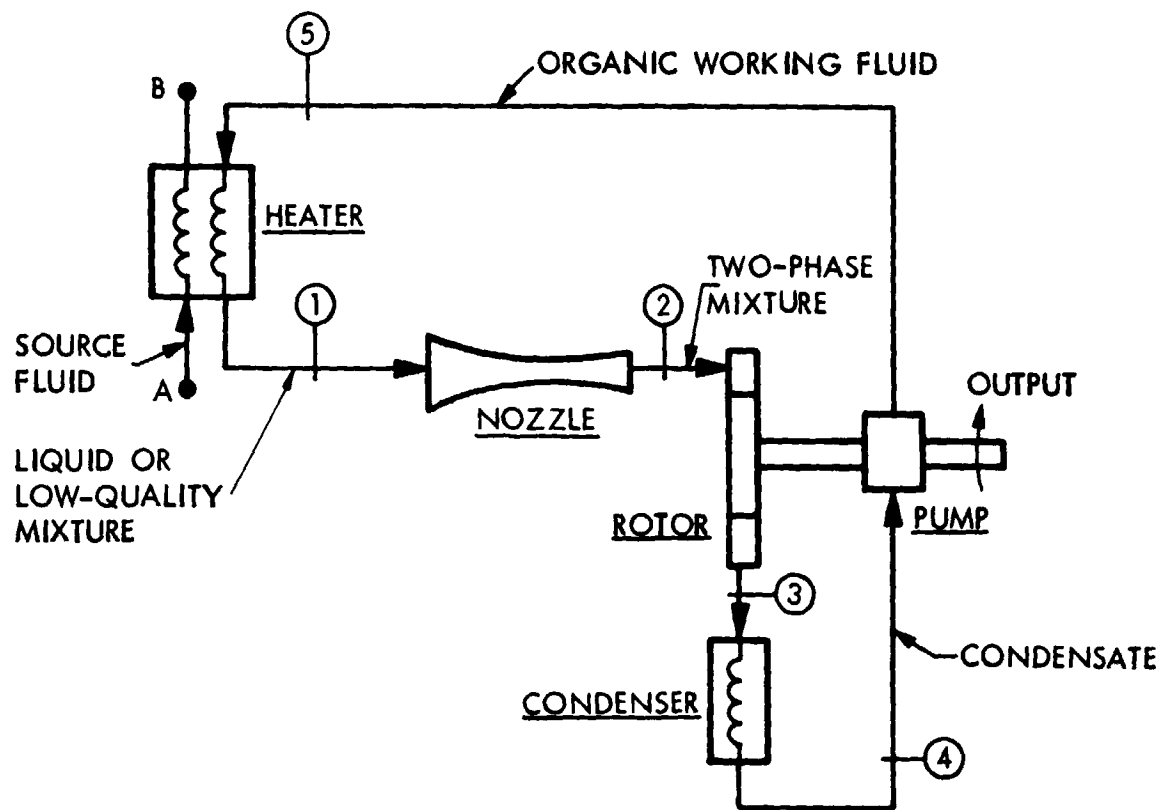 5
ORGANIC WORKING FLUID
B
HEATER
TWO-PHASE
MIXTURE
1
2
SOURCE
FLUID
A
NOZZLE
OUTPUT
LIQUID OR
LOW-QUALITY
MIXTURE
ROTOR
PUMP
3
CONDENSER
CONDENSATE
4